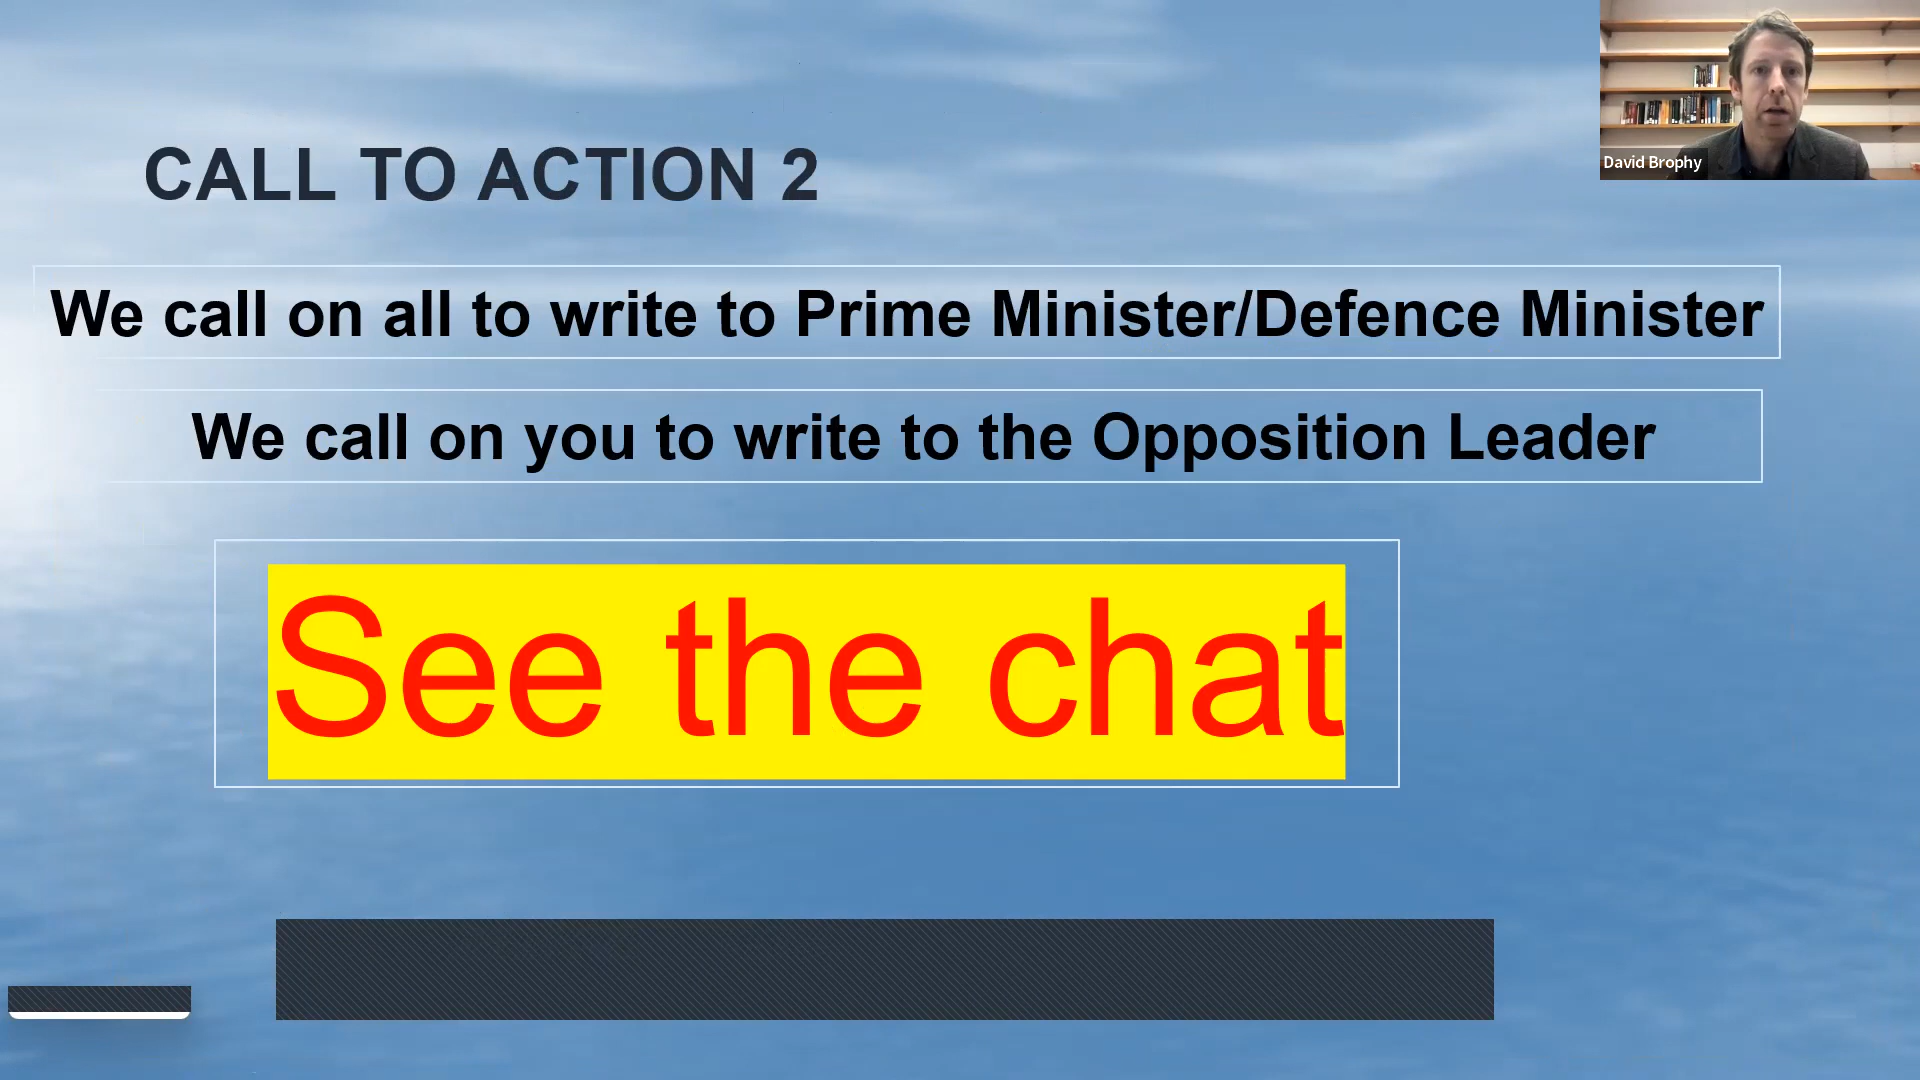 CALL TO ACTION 2
We call on all to write to Prime Minister/Defence Minister
We call on you to write to the Opposition Leader
See the chat
David Brophy